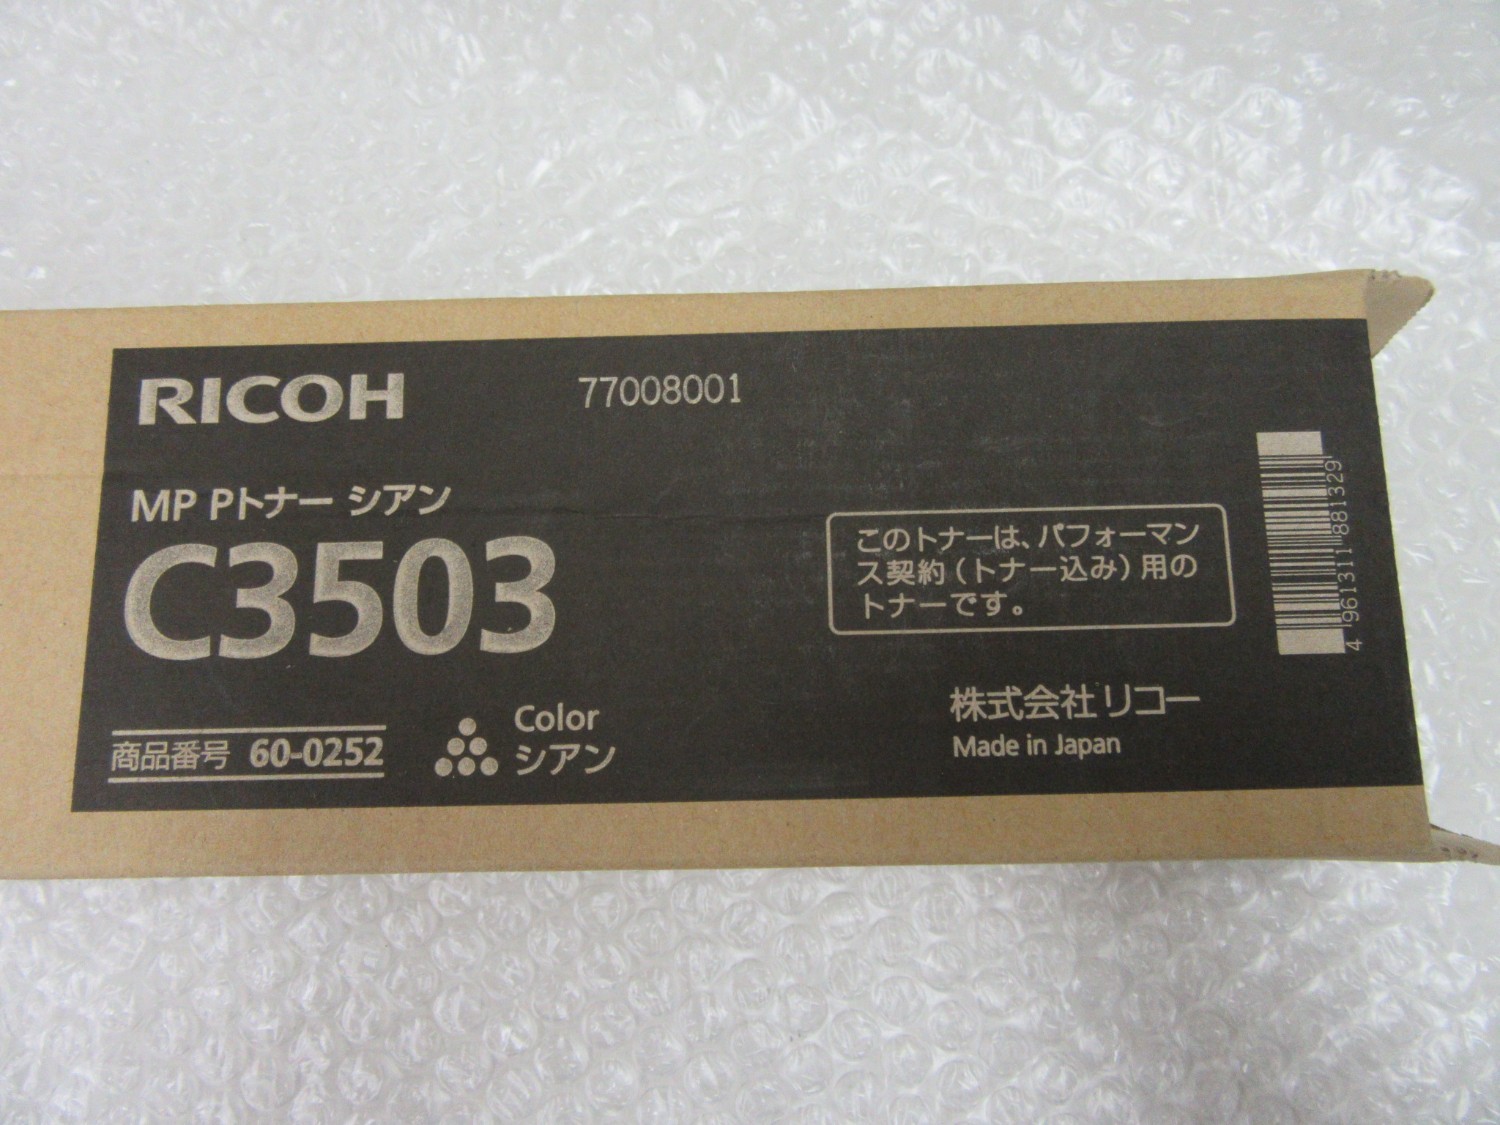 RICOH
77008001
MP Pトナー シアン
C3503
このトナーは、パフォーマン
ス契約（トナー込み）用の
トナーです。
商品番号 60-0252
Color
シアン
株式会社リコー
Made in Japan
4 961311 881329